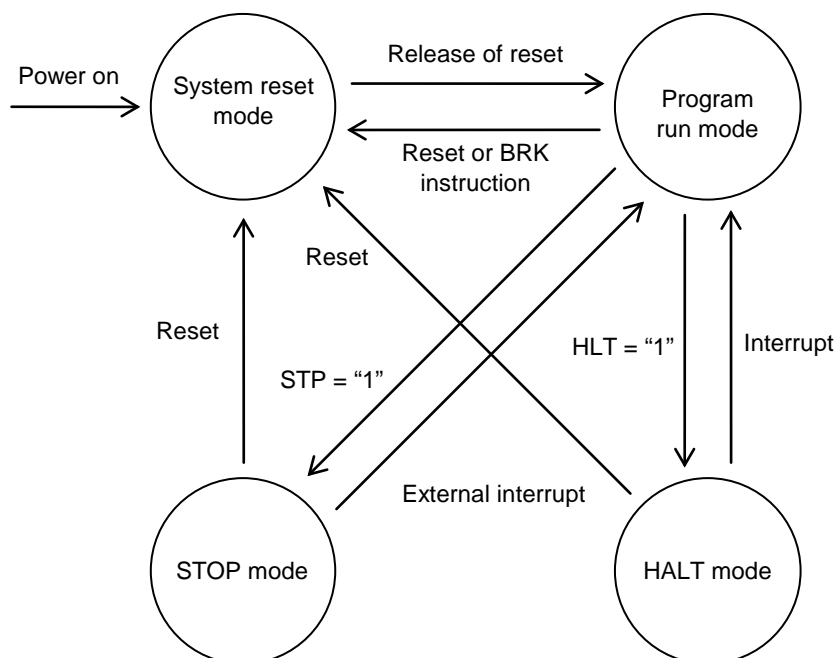 Power on
System reset
mode
Release of reset
Program
run mode
Reset or BRK
instruction
Reset
Reset
STP = “1”
HLT = “1”
Interrupt
External interrupt
STOP mode
HALT mode